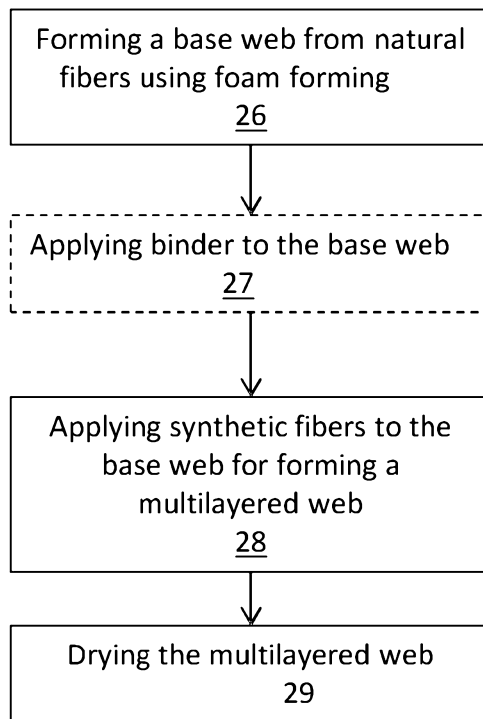 Forming a base web from natural
fibers using foam forming
26
Applying binder to the base web
27
Applying synthetic fibers to the
base web for forming a
multilayered web
28
Drying the multilayered web
29